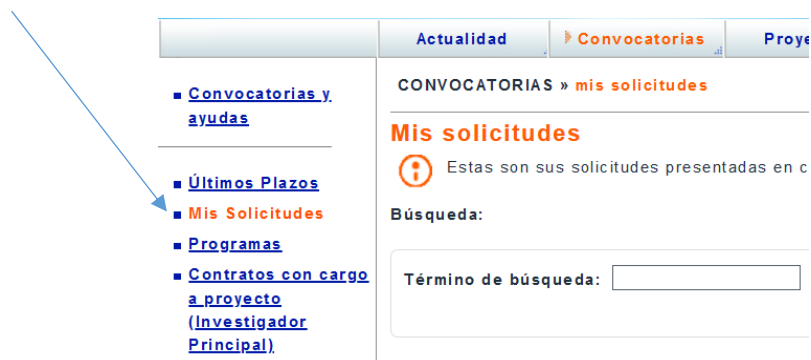 Actualidad
Convocatorias
Proye
Convocatorias y
ayudas
Últimos Plazos
Mis Solicitudes
Programas
Contratos con cargo
a proyecto
(Investigador
Principal)
CONVOCATORIAS » mis solicitudes
Mis solicitudes
Estas son sus solicitudes presentadas en c
Búsqueda:
Término de búsqueda: